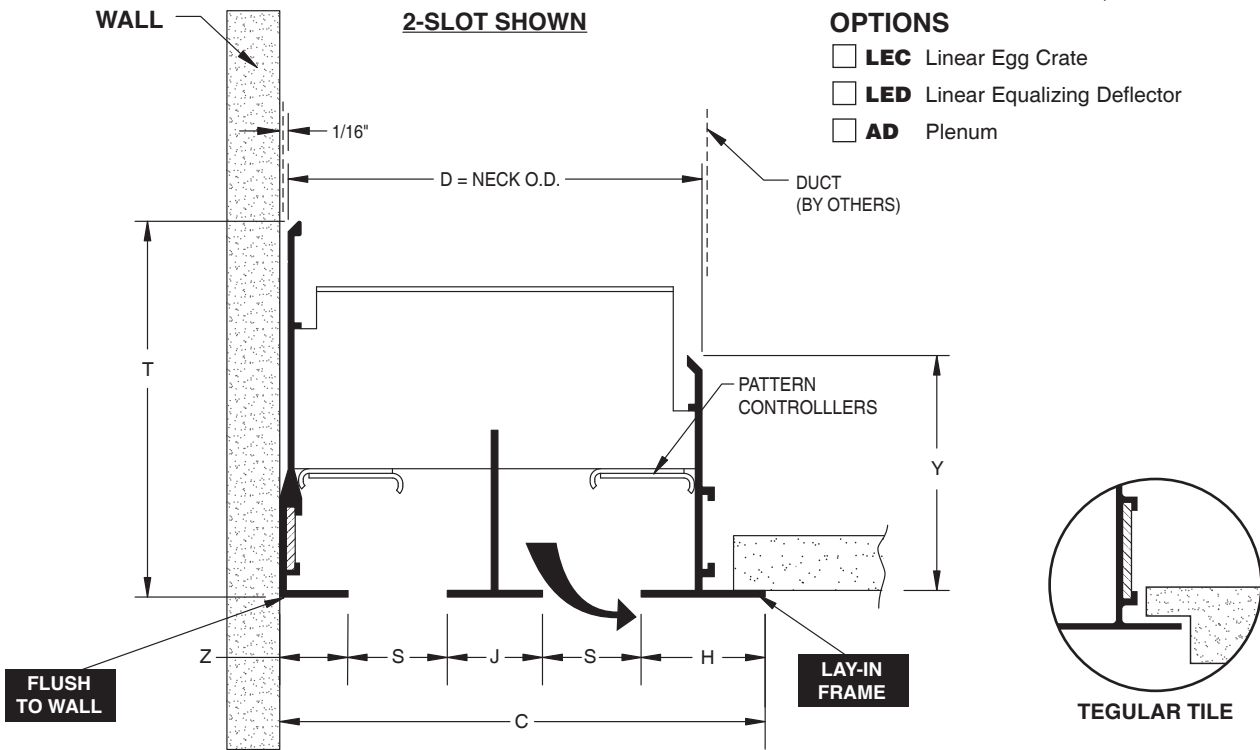 WALL
2-SLOT SHOWN
OPTIONS
LEC Linear Egg Crate
LED Linear Equalizing Deflector
AD Plenum
1/16"
D = NECK O.D.
DUCT
(BY OTHERS)
T
PATTERN
CONTROLLLERS
Y
Z
S
J
S
H
FLUSH
TO WALL
LAY-IN
FRAME
C
TEGULAR TILE